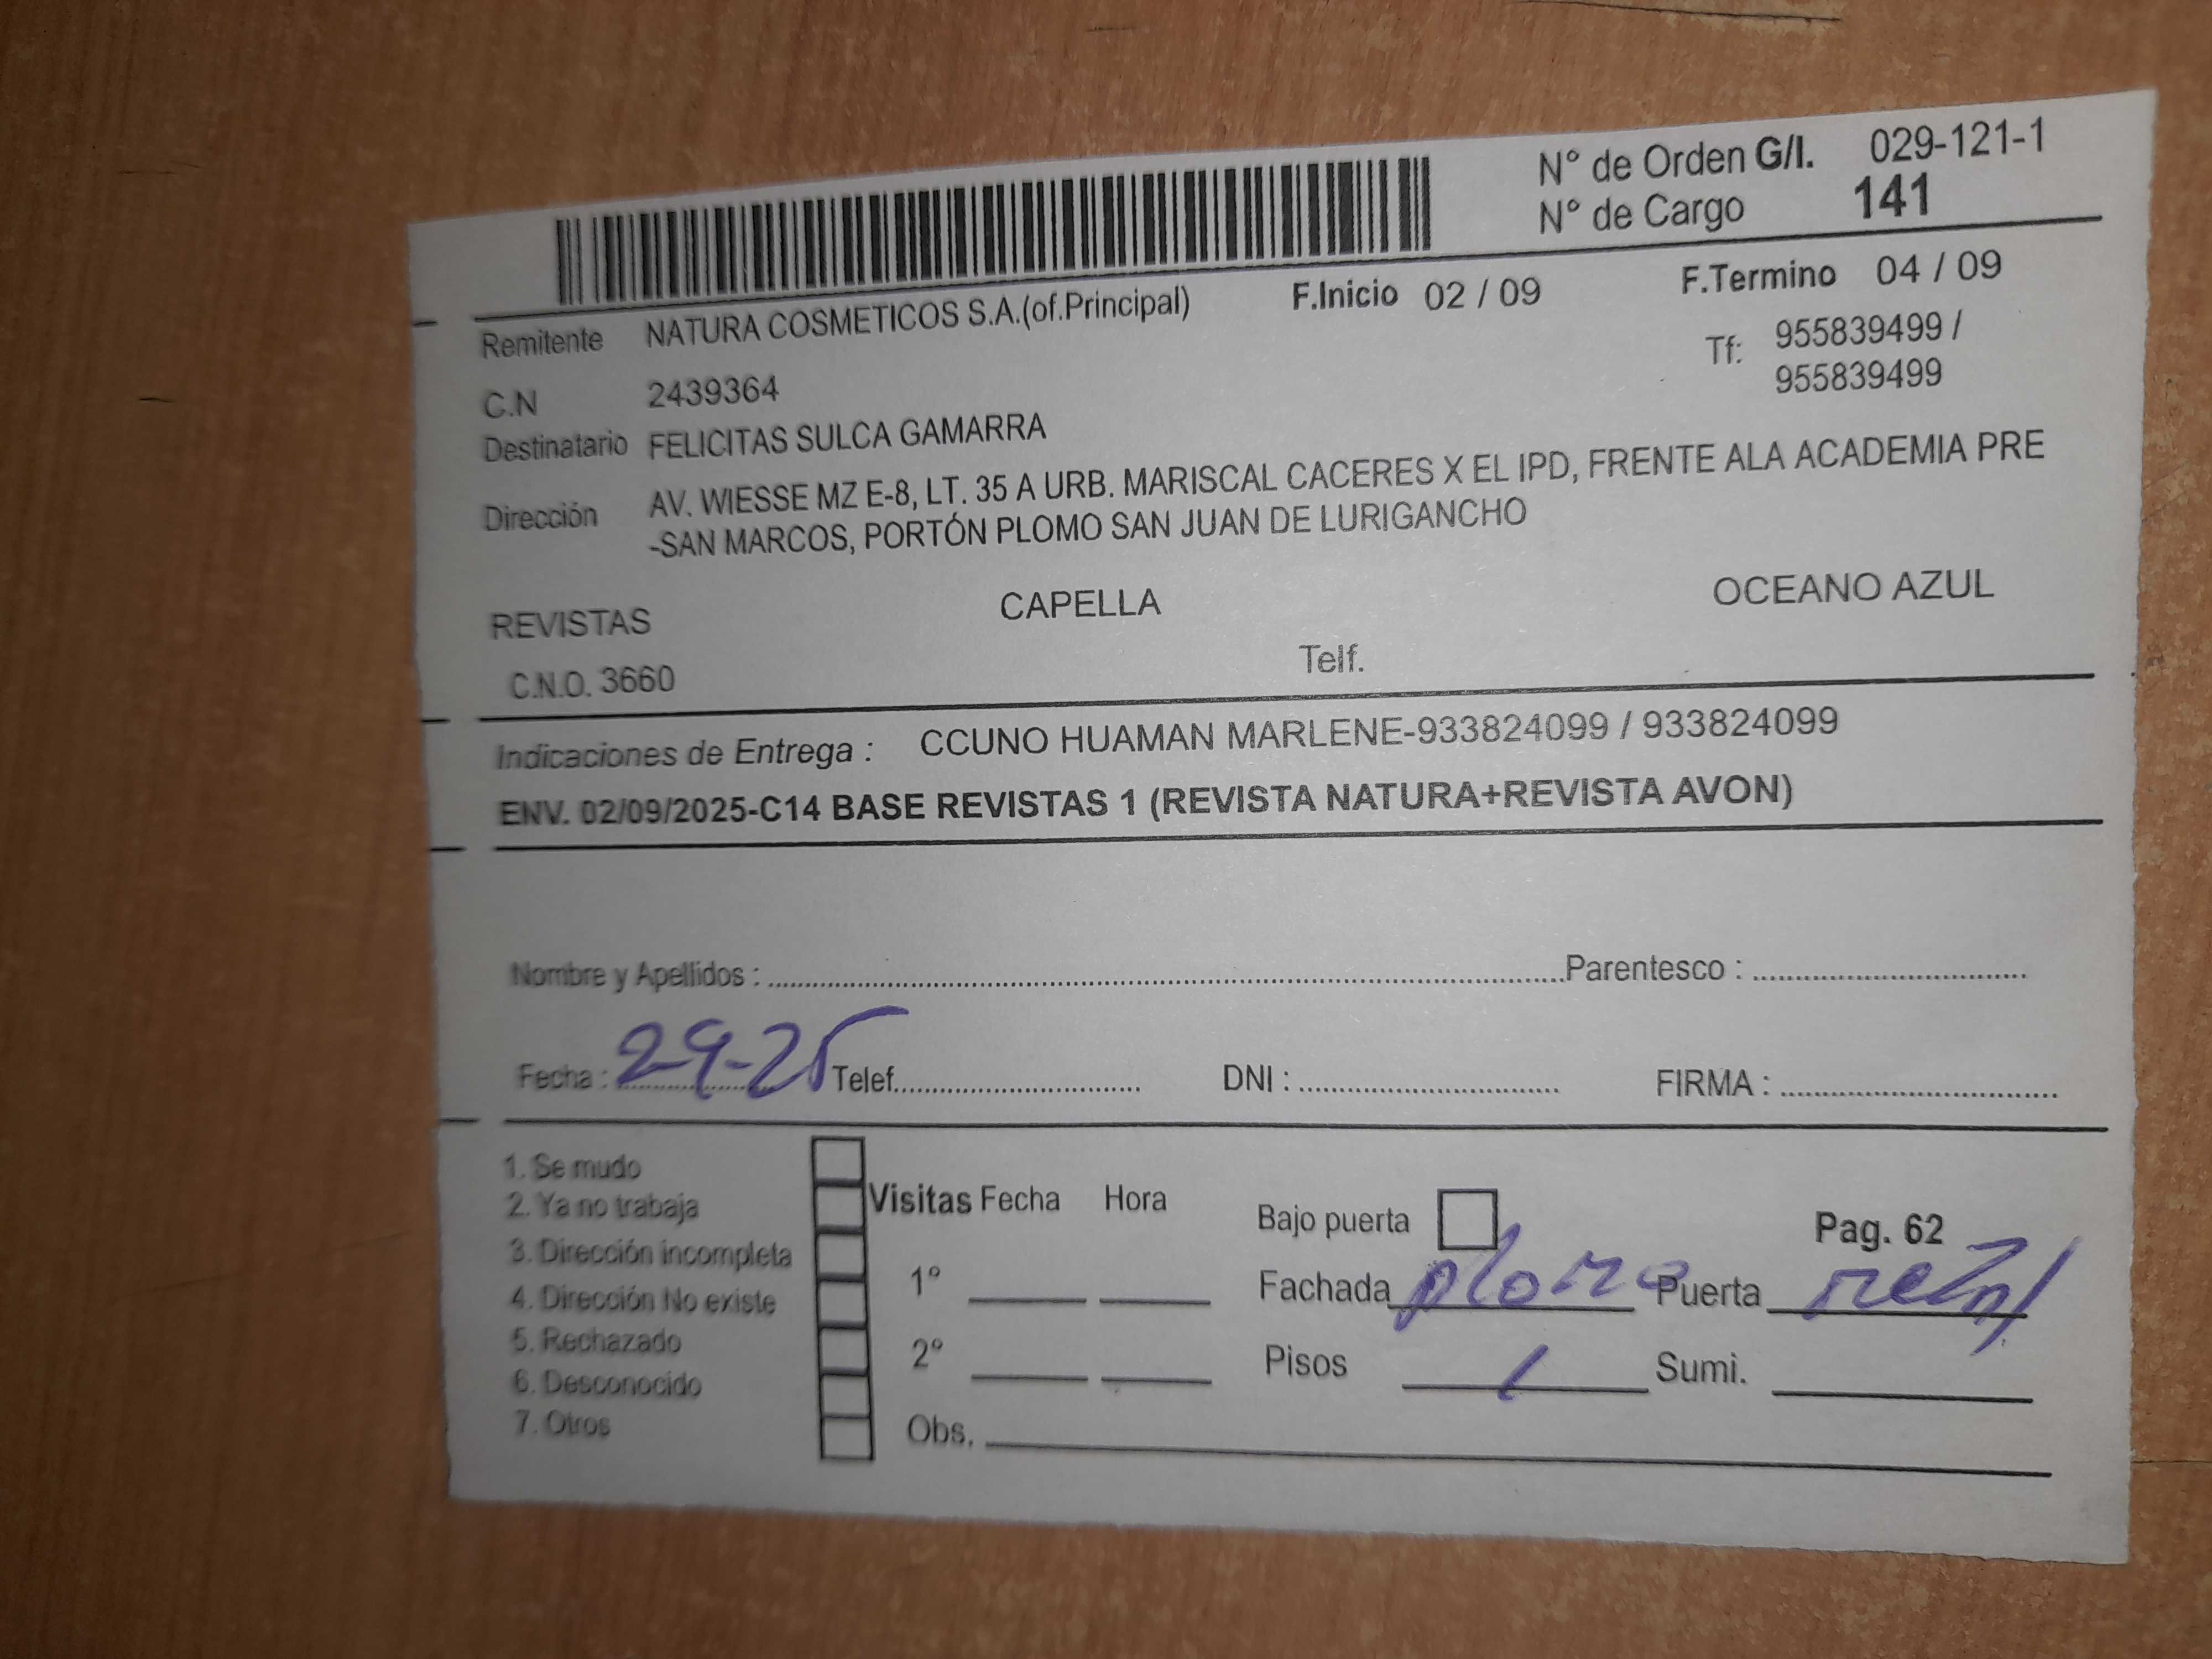 N° de Orden G/I. 029-121-1
N° de Cargo 141
F.Inicio 02 / 09 F.Termino 04 / 09
Remitente NATURA COSMETICOS S.A.(of.Principal)
Tf: 955839499 /
955839499
C.N 2439364
Destinatario FELICITAS SULCA GAMARRA
Dirección AV. WIESSE MZ E-8, LT. 35 A URB. MARISCAL CACERES X EL IPD, FRENTE ALA ACADEMIA PRE
-SAN MARCOS, PORTÓN PLOMO SAN JUAN DE LURIGANCHO
REVISTAS CAPELLA OCEANO AZUL
C.N.O. 3660 Telf.
Indicaciones de Entrega : CCUNO HUAMAN MARLENE-933824099 / 933824099
ENV. 02/09/2025-C14 BASE REVISTAS 1 (REVISTA NATURA+REVISTA AVON)
Nombre y Apellidos : Parentesco :
Fecha : 2-9-25 Telef. DNI : FIRMA :
1. Se mudo
2. Ya no trabaja
3. Dirección incompleta
4. Dirección No existe
5. Rechazado
6. Desconocido
7. Otros
Visitas Fecha Hora
1°
2°
Obs.
Bajo puerta Pag. 62
Fachada plomo Puerta
Pisos 1 Sumi.